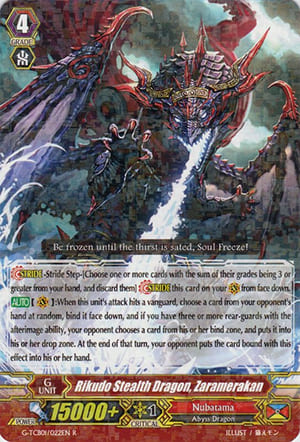 4
GRADE
Be frozen until the thirst is sated, Soul Freeze!
STRIDE -Stride Step-[Choose one or more cards with the sum of their grades being 3 or
greater from your hand, and discard them] STRIDE this card on your (V) from face down.
AUTO (V):When this unit's attack hits a vanguard, choose a card from your opponent's
hand at random, bind it face down, and if you have three or more rear-guards with the
afterimage ability, your opponent chooses a card from his or her bind zone, and puts it into
his or her drop zone. At the end of that turn, your opponent puts the card bound with this
effect into his or her hand.
G UNIT
Rikudo Stealth Dragon, Zaramerakan
POWER 15000+
1
CRITICAL
Nubatama
Abyss Dragon
G-TCB01/022EN R
ILLUST